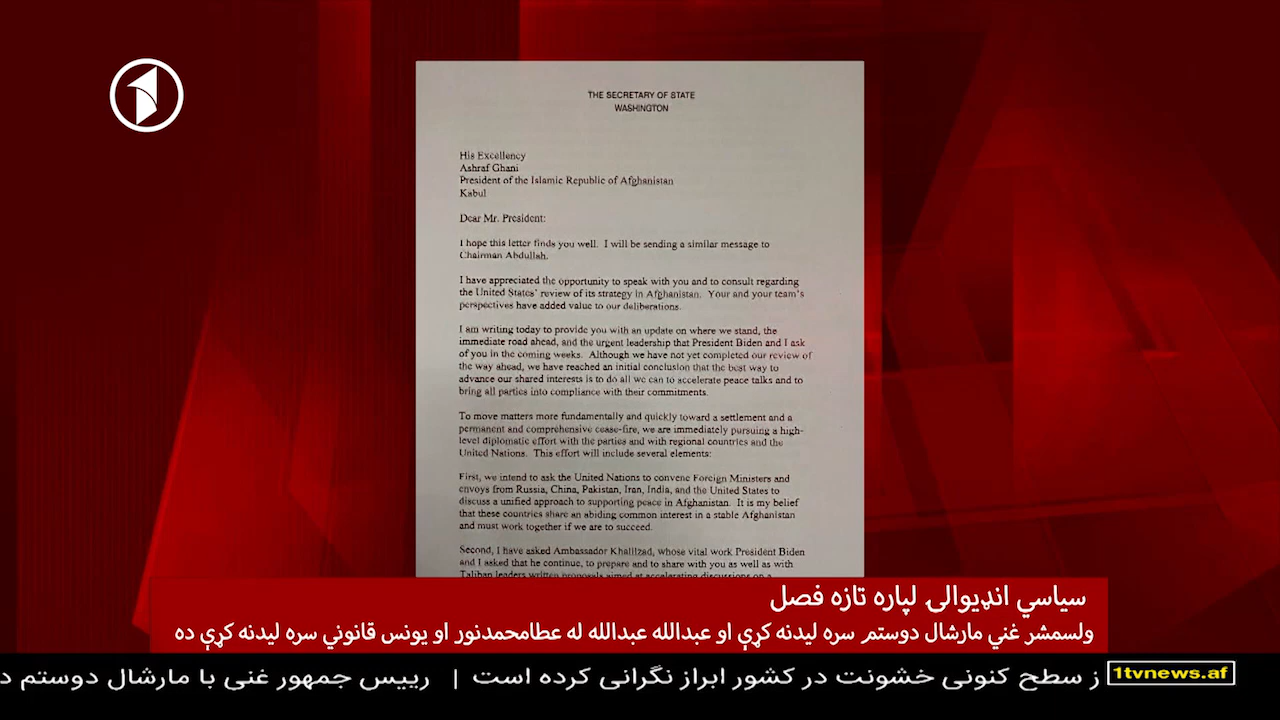 THE SECRETARY OF STATE
WASHINGTON
His Excellency
Ashraf Ghani
President of the Islamic Republic of Afghanistan
Kabul
Dear Mr. President:
I hope this letter finds you well. I will be sending a similar message to
Chairman Abdullah.
I have appreciated the opportunity to speak with you and to consult regarding
the United States' review of its strategy in Afghanistan. Your and your team's
perspectives have added value to our deliberations.
I am writing today to provide you with an update on where we stand, the
immediate road ahead, and the urgent leadership that President Biden and I ask
of you in the coming weeks. Although we have not yet completed our review of
the way ahead, we have reached an initial conclusion that the best way to
advance our shared interests is to do all we can to accelerate peace talks and to
bring all parties into compliance with their commitments.
To move matters more fundamentally and quickly toward a settlement and a
permanent and comprehensive cease-fire, we are immediately pursuing a high-
level diplomatic effort with the parties and with regional countries and the
United Nations. This effort will include several elements:
First, we intend to ask the United Nations to convene Foreign Ministers and
envoys from Russia, China, Pakistan, Iran, India, and the United States to
discuss a unified approach to supporting peace in Afghanistan. It is my belief
that these countries share an abiding common interest in a stable Afghanistan
and must work together if we are to succeed.
Second, I have asked Ambassador Khalilzad, whose vital work President Biden
and I asked that he continue, to prepare and to share with you as well as with
Taliban leaders written proposals aimed at accelerating discussions on a
سیاسي انډیوالۍ لپاره تازه فصل
ولسمشر غني مارشال دوستم سره لیدنه کړې او عبدالله عبدالله له عطامحمدنور او یونس قانوني سره لیدنه کړې ده
ز سطح کنونی خشونت در کشور ابراز نگرانی کرده است | رییس جمهور غنی با مارشال دوستم د
1tvnews.af